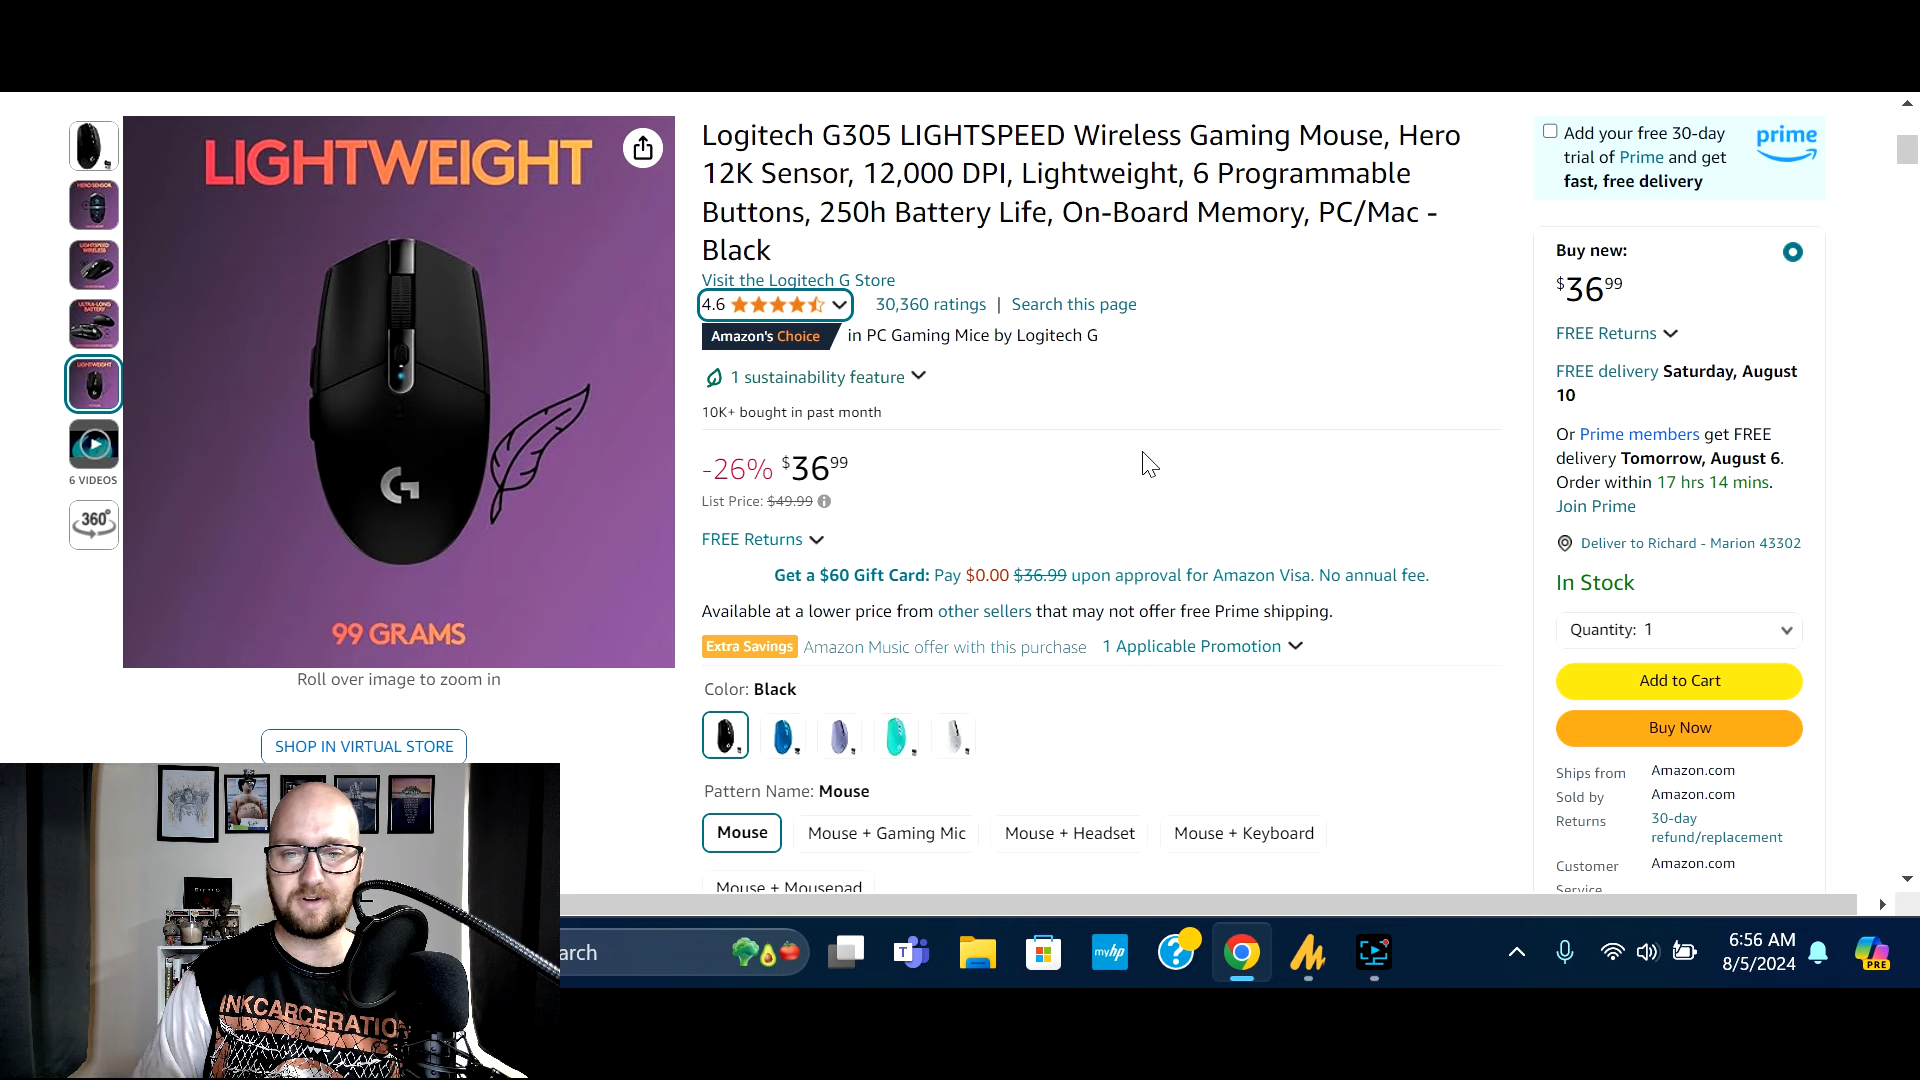 LIGHTWEIGHT
99 GRAMS
HERO SENSOR
LIGHTSPEED
WIRELESS
ULTRA-LONG
BATTERY
LIGHTWEIGHT
6 VIDEOS
360°
Roll over image to zoom in
SHOP IN VIRTUAL STORE
Logitech G305 LIGHTSPEED Wireless Gaming Mouse, Hero
12K Sensor, 12,000 DPI, Lightweight, 6 Programmable
Buttons, 250h Battery Life, On-Board Memory, PC/Mac -
Black
Visit the Logitech G Store
4.6 30,360 ratings | Search this page
Amazon's Choice in PC Gaming Mice by Logitech G
1 sustainability feature
10K+ bought in past month
-26% $36 99
List Price: $49.99
FREE Returns
Get a $60 Gift Card: Pay $0.00 $36.99 upon approval for Amazon Visa. No annual fee.
Available at a lower price from other sellers that may not offer free Prime shipping.
Extra Savings Amazon Music offer with this purchase 1 Applicable Promotion
Color: Black
Pattern Name: Mouse
Mouse Mouse + Gaming Mic Mouse + Headset Mouse + Keyboard
Mouse + Mousepad
Add your free 30-day
trial of Prime and get
fast, free delivery
prime
Buy new:
$36 99
FREE Returns
FREE delivery Saturday, August
10
Or Prime members get FREE
delivery Tomorrow, August 6.
Order within 17 hrs 14 mins.
Join Prime
Deliver to Richard - Marion 43302
In Stock
Quantity: 1
Add to Cart
Buy Now
Ships from Amazon.com
Sold by Amazon.com
Returns 30-day
refund/replacement
Customer Amazon.com
Service
INKCARCERATIO
arch
T
myhp
?
6:56 AM
8/5/2024
PRE